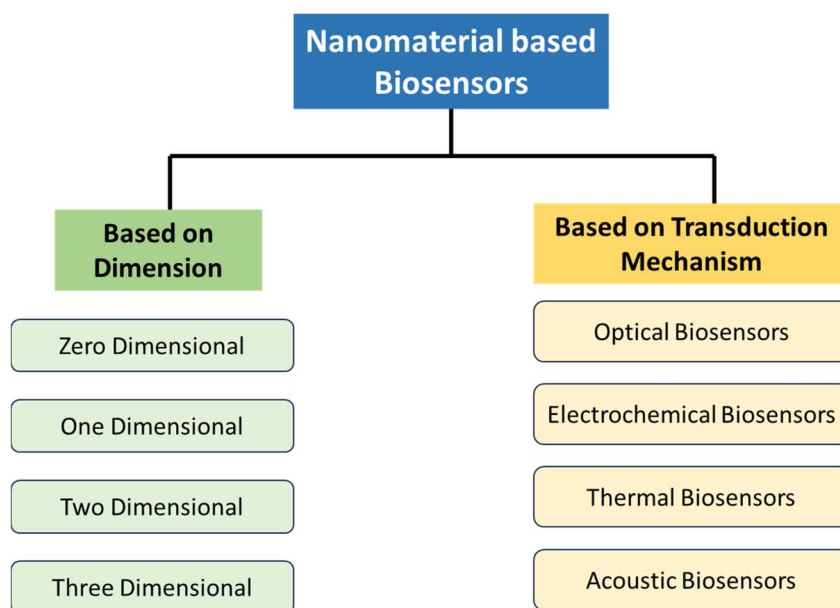 Nanomaterial based
Biosensors
Based on
Dimension
Zero Dimensional
One Dimensional
Two Dimensional
Three Dimensional
Based on Transduction
Mechanism
Optical Biosensors
Electrochemical Biosensors
Thermal Biosensors
Acoustic Biosensors